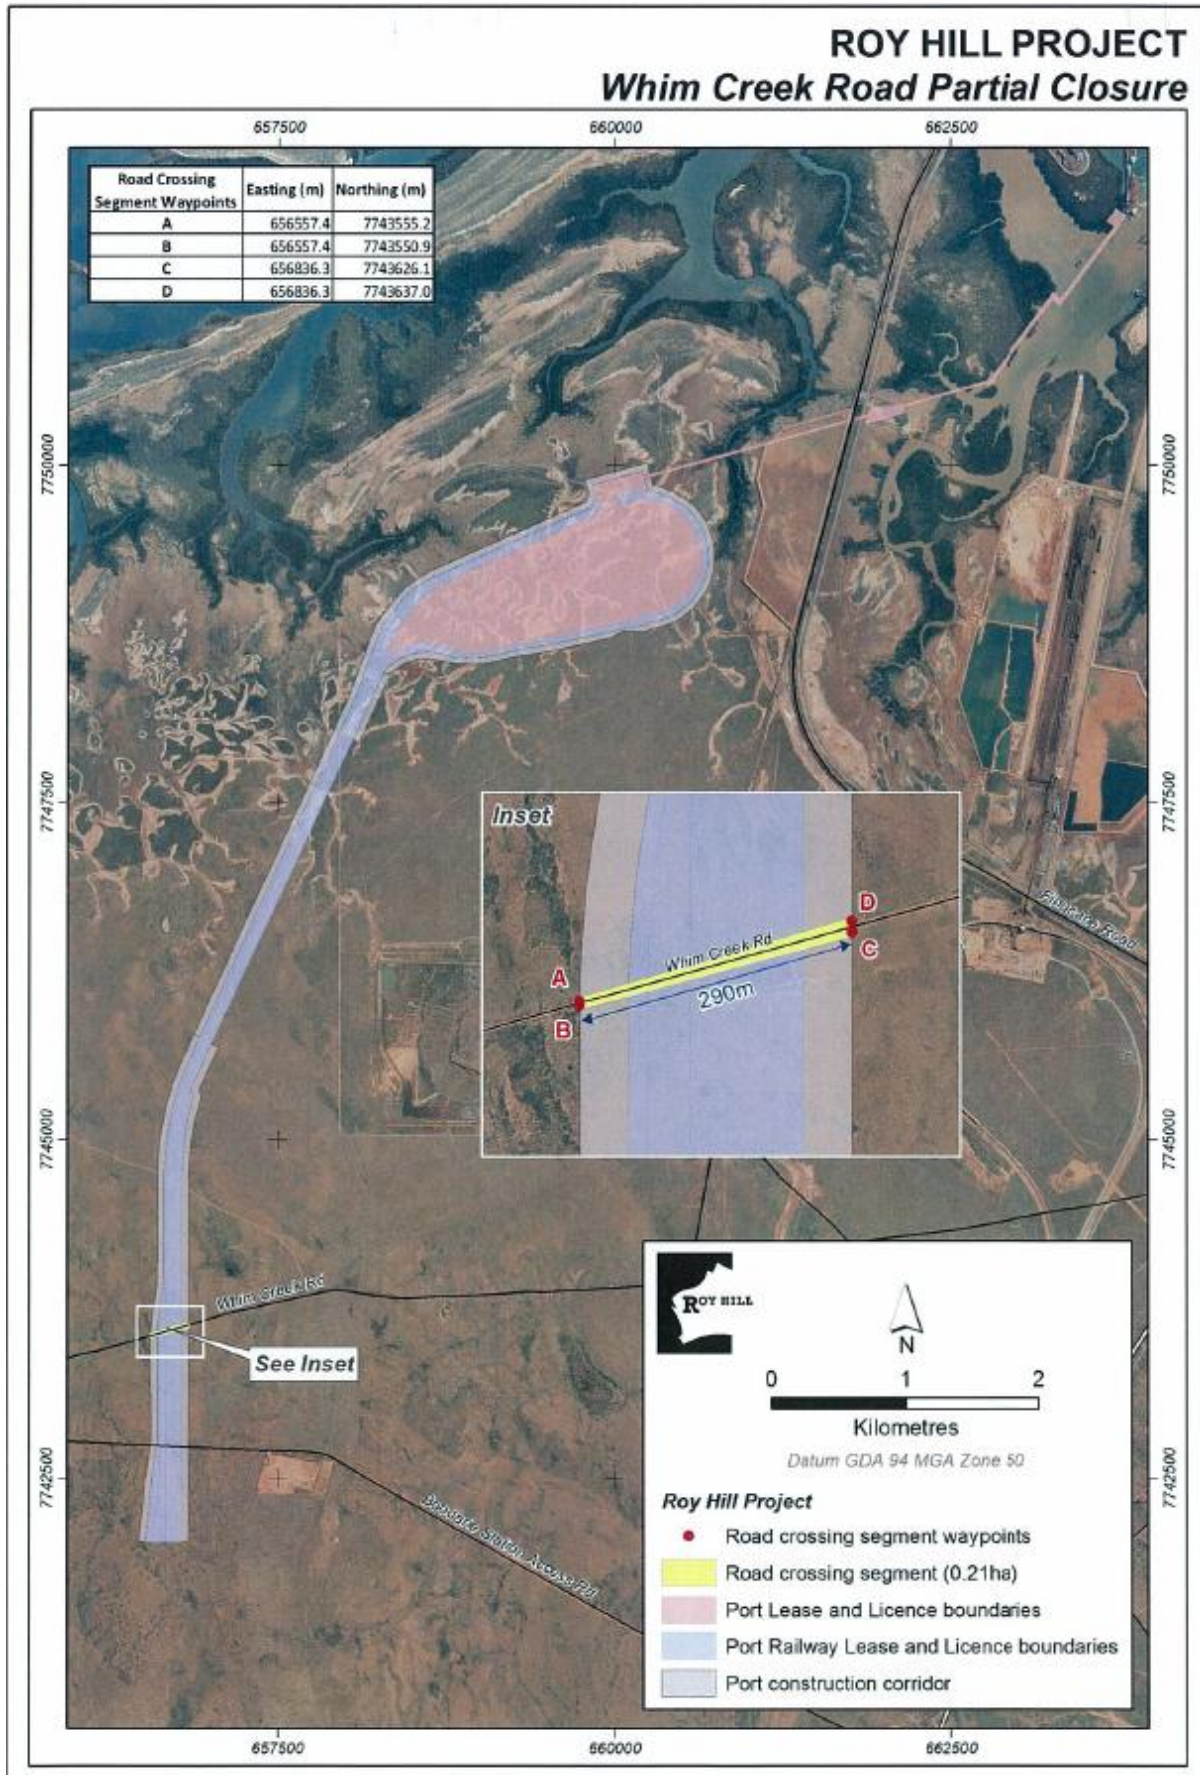 ROY HILL PROJECT
Whim Creek Road Partial Closure
657500 660000 662500
Road Crossing Segment Waypoints Easting (m) Northing (m)
A 656557.4 7743555.2
B 656557.4 7743550.9
C 656836.3 7743626.1
D 656836.3 7743637.0
7750000 7750000
7747500 7747500
Inset
D
Whim Creek Rd
A
C
290m
B
Finucane Road
7745000 7745000
Whim Creek Rd
See Inset
ROY HILL
N
0 1 2
Kilometres
Datum GDA 94 MGA Zone 50
7742500 7742500
Boodarie Station Access Rd
Roy Hill Project
Road crossing segment waypoints
Road crossing segment (0.21ha)
Port Lease and Licence boundaries
Port Railway Lease and Licence boundaries
Port construction corridor
657500 660000 662500